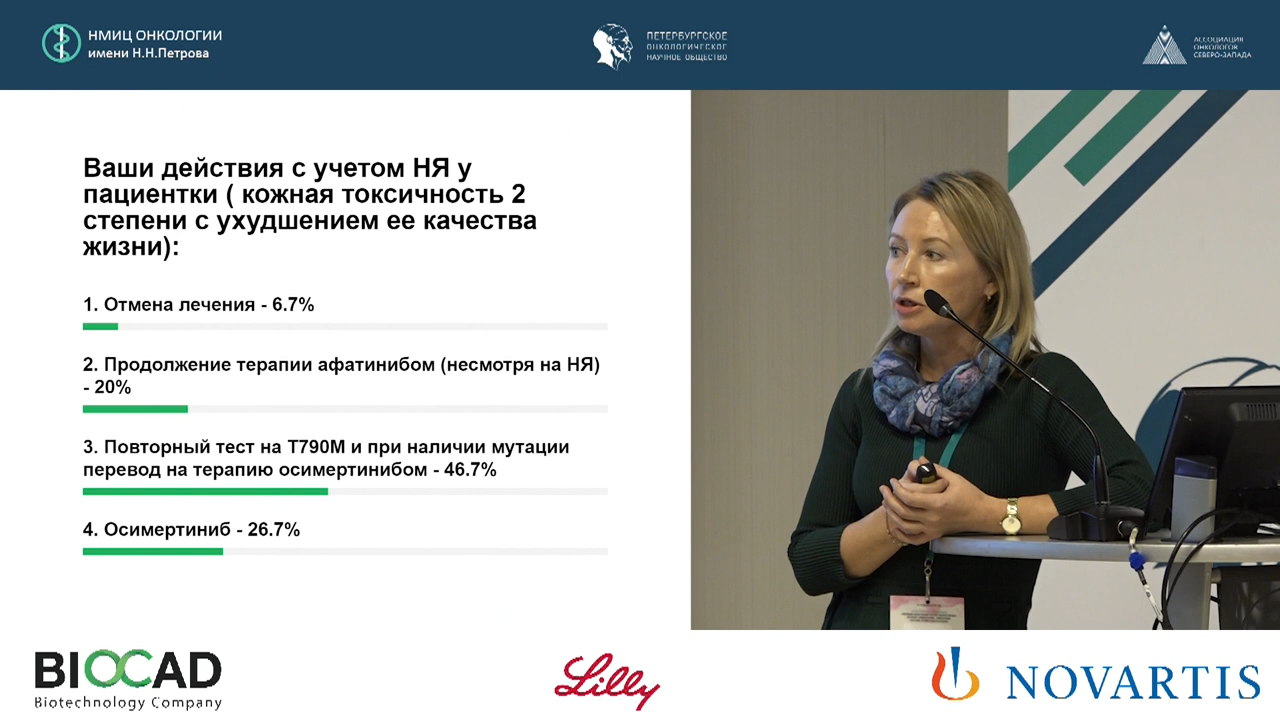 НМИЦ ОНКОЛОГИИ
имени Н.Н.Петрова
ПЕТЕРБУРГСКОЕ
ОНКОЛОГИЧЕСКОЕ
НАУЧНОЕ ОБЩЕСТВО
АССОЦИАЦИЯ
ОНКОЛОГОВ
СЕВЕРО-ЗАПАДА
Ваши действия с учетом НЯ у
пациентки ( кожная токсичность 2
степени с ухудшением ее качества
жизни):
1. Отмена лечения - 6.7%
2. Продолжение терапии афатинибом (несмотря на НЯ)
- 20%
3. Повторный тест на T790M и при наличии мутации
перевод на терапию осимертинибом - 46.7%
4. Осимертиниб - 26.7%
BIOCAD
Biotechnology Company
Lilly
NOVARTIS